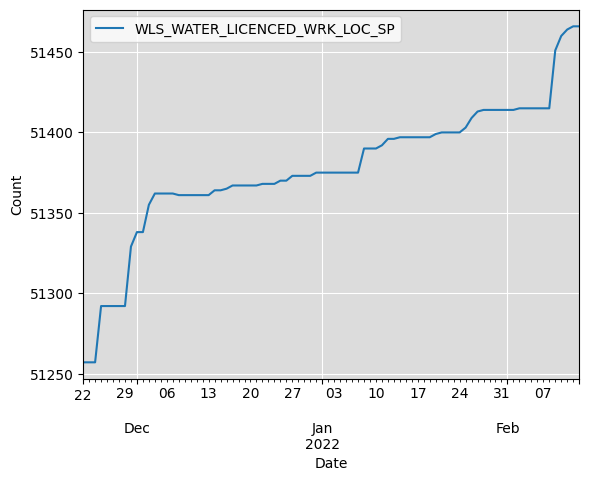 WLS_WATER_LICENCED_WRK_LOC_SP
51450
51400
51350
51300
51250
Count
22 29 06 13 20 27 03 10 17 24 31 07
Dec Jan Feb
2022
Date